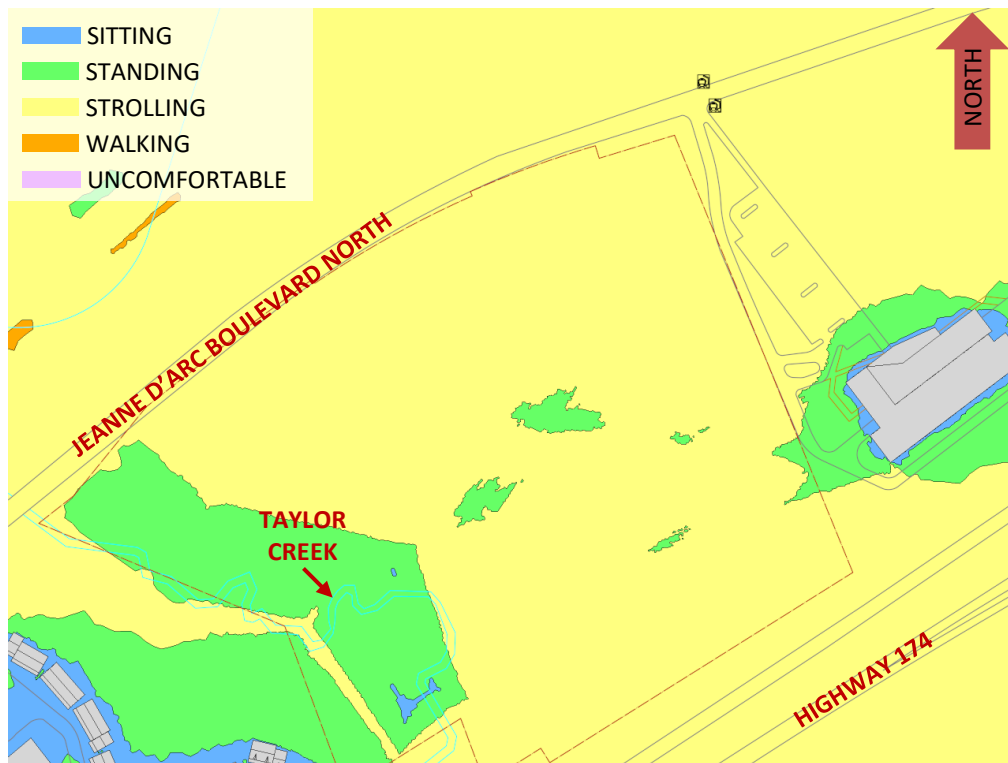 SITTING
STANDING
STROLLING
WALKING
UNCOMFORTABLE
NORTH
JEANNE D’ARC BOULEVARD NORTH
TAYLOR
CREEK
HIGHWAY 174